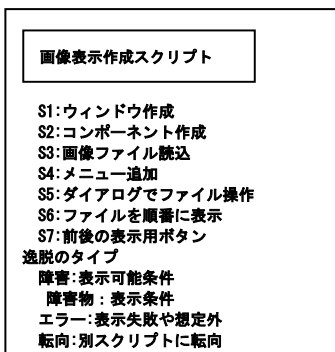 画像表示作成スクリプト
S1:ウィンドウ作成
S2:コンポーネント作成
S3:画像ファイル読込
S4:メニュー追加
S5:ダイアログでファイル操作
S6:ファイルを順番に表示
S7:前後の表示用ボタン
逸脱のタイプ
障害:表示可能条件
障害物：表示条件
エラー:表示失敗や想定外
転向:別スクリプトに転向